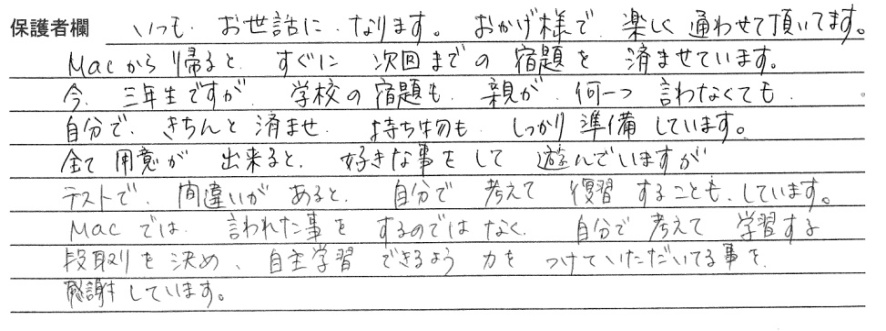 保護者欄 いつも お世話に なります。 おかげ様で 楽しく 通わせて頂いてます。
Macから 帰ると すぐに 次回までの 宿題を 済ませています。
今、三年生ですが 学校の宿題も 親が 何一つ 言わなくても
自分で きちんと 済ませ 持ち物も しっかり 準備しています。
全て 用意が 出来ると、好きな事をして 遊んでいますが
テストで 間違いが あると、自分で 考えて 復習 することも しています。
Macでは 言われた事を するのではなく 自分で 考えて 学習する
段取りを 決め、自主学習 できるよう 力を つけていただいてる事を
感謝しています。